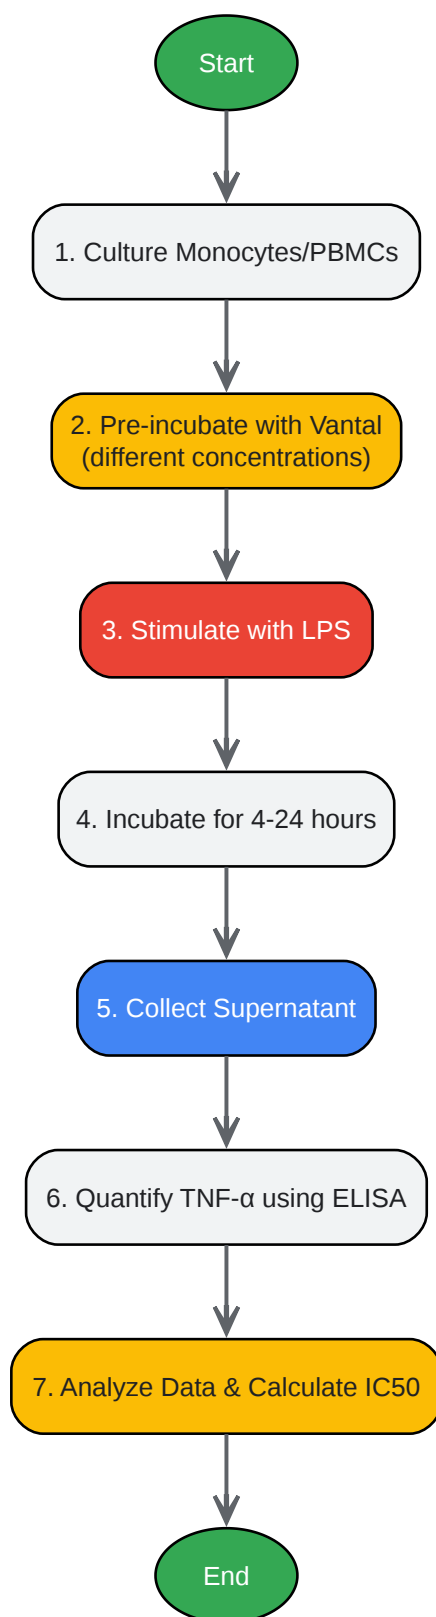 Start
1. Culture Monocytes/PBMCs
2. Pre-incubate with Vantal
(different concentrations)
3. Stimulate with LPS
4. Incubate for 4-24 hours
5. Collect Supernatant
6. Quantify TNF-α using ELISA
7. Analyze Data & Calculate IC50
End